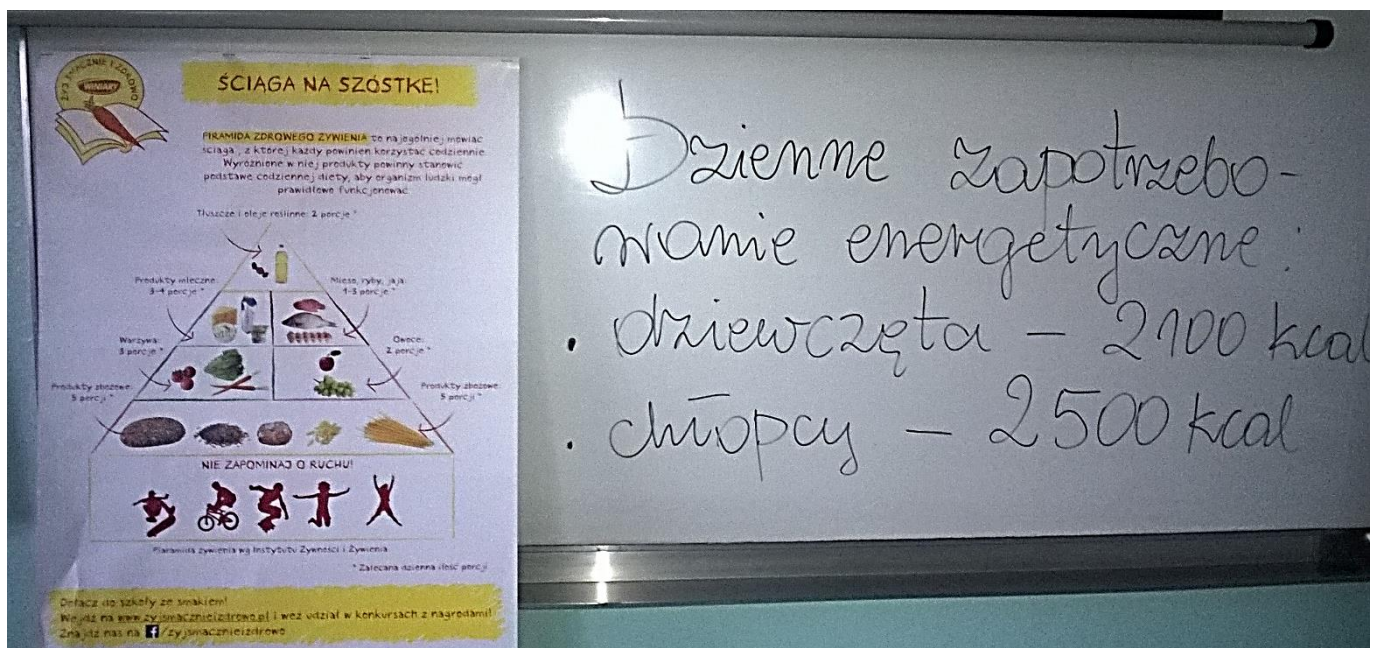 ŻYJ SMACZNIE I ZDROWO
WINIARY
ŚCIĄGA NA SZÓSTKĘ!
PIRAMIDA ZDROWEGO ŻYWIENIA to najogólniej mówiąc
ściąga, z której każdy powinien korzystać codziennie.
Wyróżnione w niej produkty powinny stanowić
podstawę codziennej diety, aby organizm ludzki mógł
prawidłowo funkcjonować.
Tłuszcze i oleje roślinne: 2 porcje *
Produkty mleczne:
3-4 porcje *
Mięso, ryby, jaja:
1-3 porcje *
Warzywa:
3 porcje *
Owoce:
2 porcje *
Produkty zbożowe:
5 porcji *
Produkty zbożowe:
5 porcji *
NIE ZAPOMINAJ O RUCHU!
Piaramida żywienia wg Instytutu Żywności i Żywienia
* Zalecana dzienna ilość porcji
Dołącz do szkoły ze smakiem!
Wejdź na www.zyjsmacznieizdrowo.pl i weź udział w konkursach z nagrodami!
Znajdź nas na f/zyjsmacznieizdrowo
Dzienne zapotrzebo-
wanie energetyczne:
· dziewczęta – 2100 kcal
· chłopcy – 2500 kcal